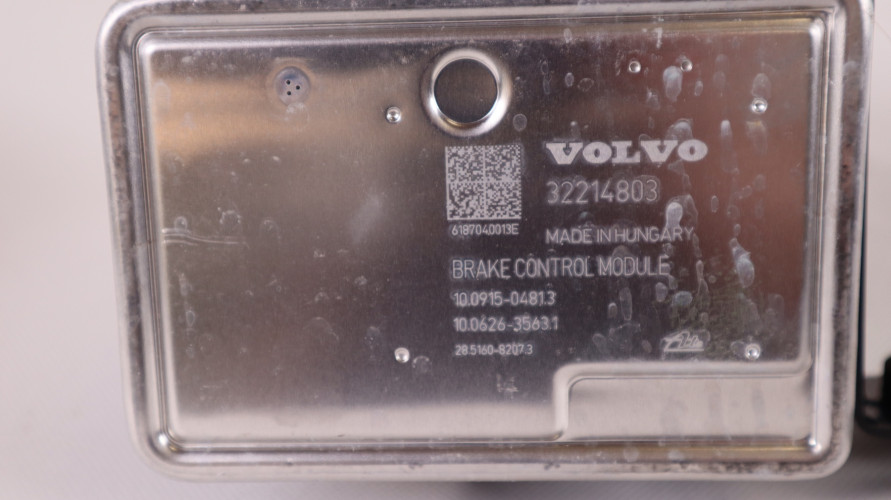 VOLVO
32214803
6187040013E
MADE IN HUNGARY
BRAKE CONTROL MODULE
10.0915-0481.3
10.0626-3563.1
28.5160-8207.3
Ate